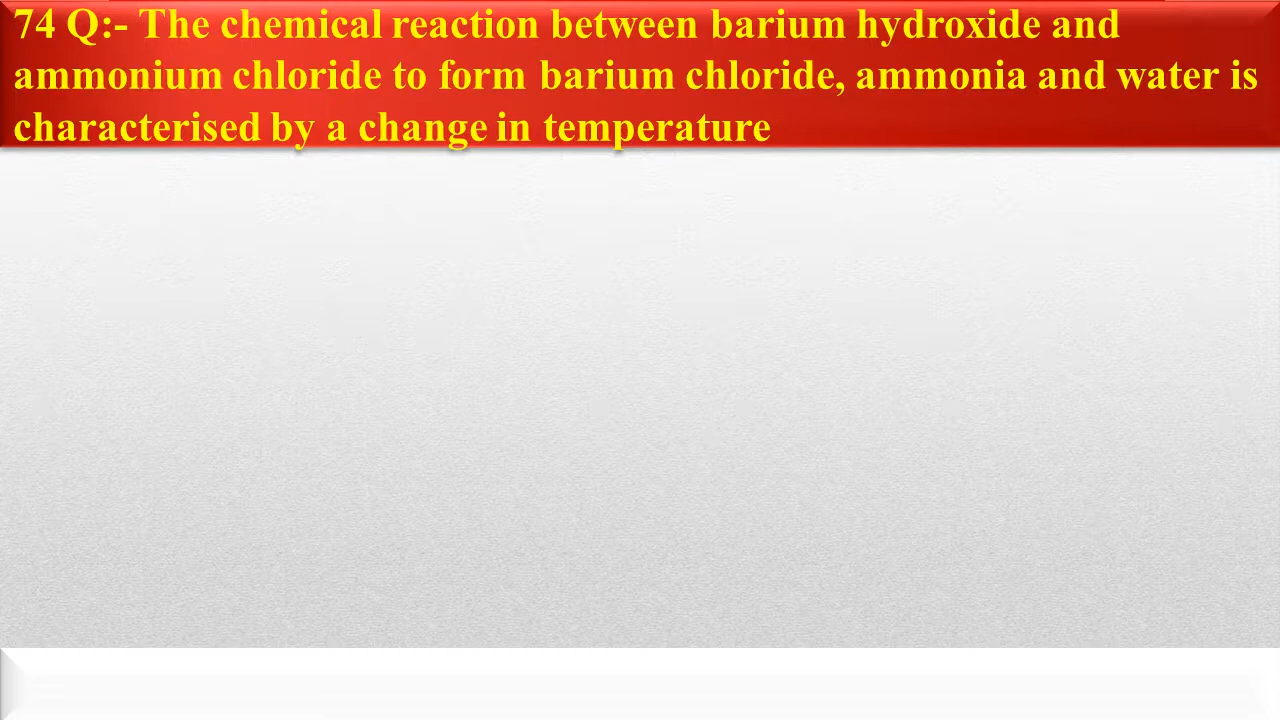 74 Q:- The chemical reaction between barium hydroxide and
ammonium chloride to form barium chloride, ammonia and water is
characterised by a change in temperature